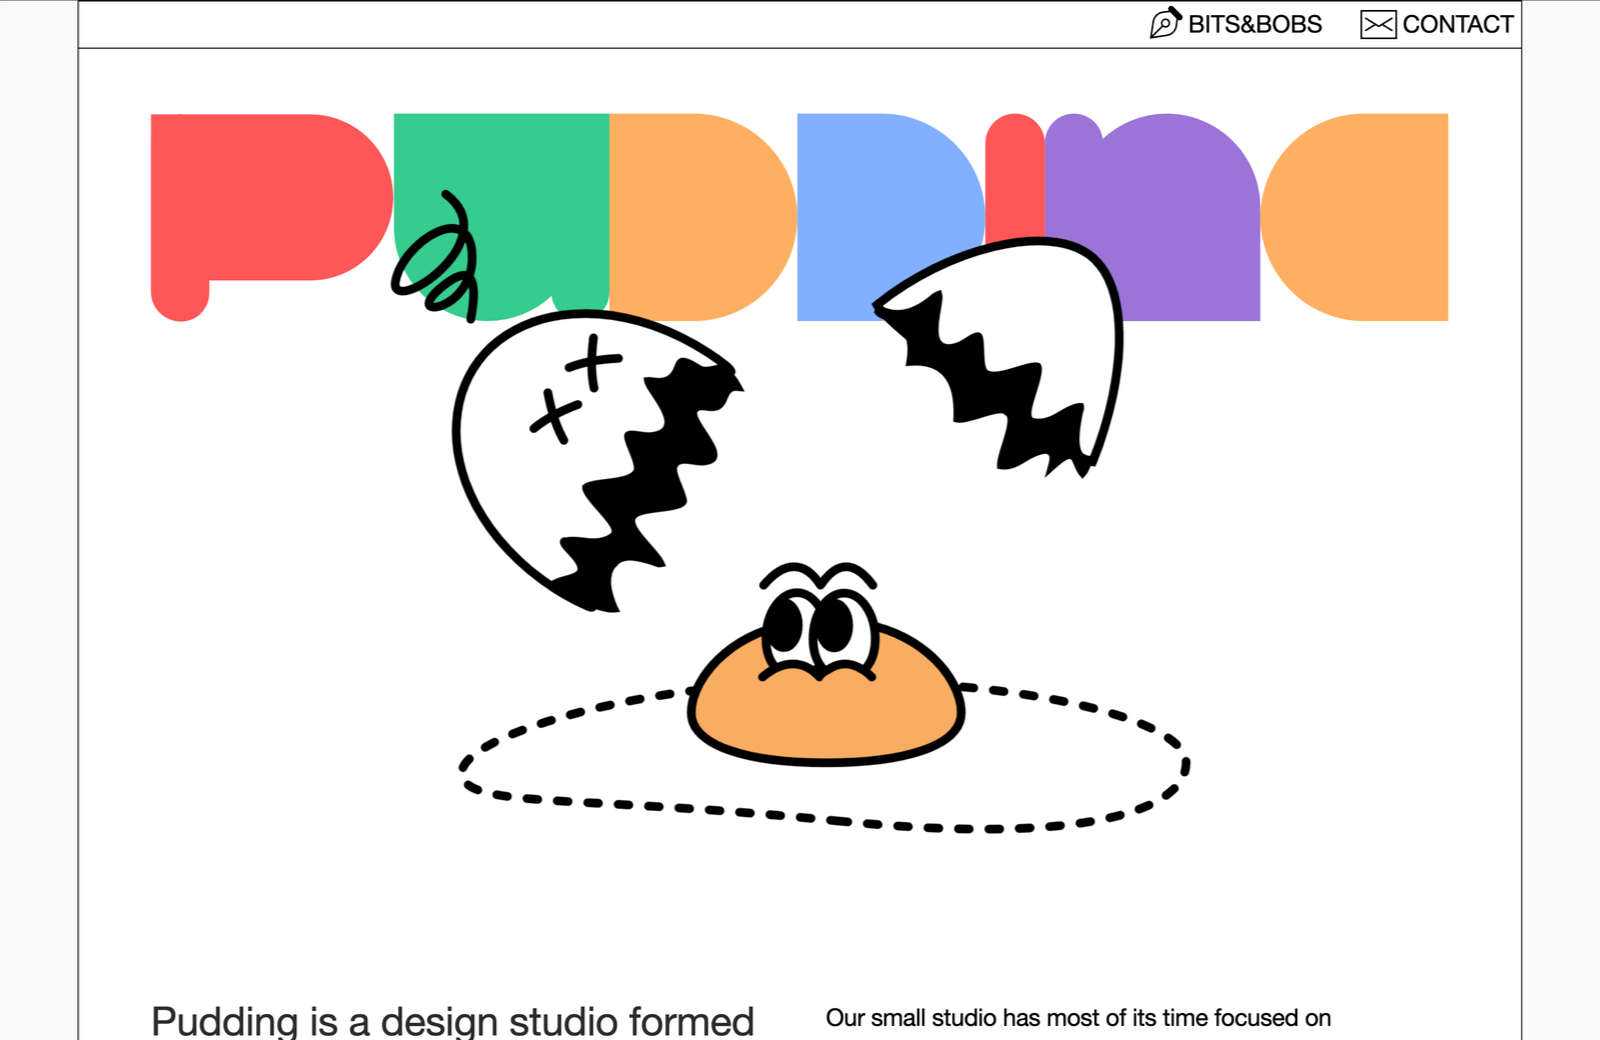 BITS&BOBS
CONTACT
PUDDING
Pudding is a design studio formed
Our small studio has most of its time focused on